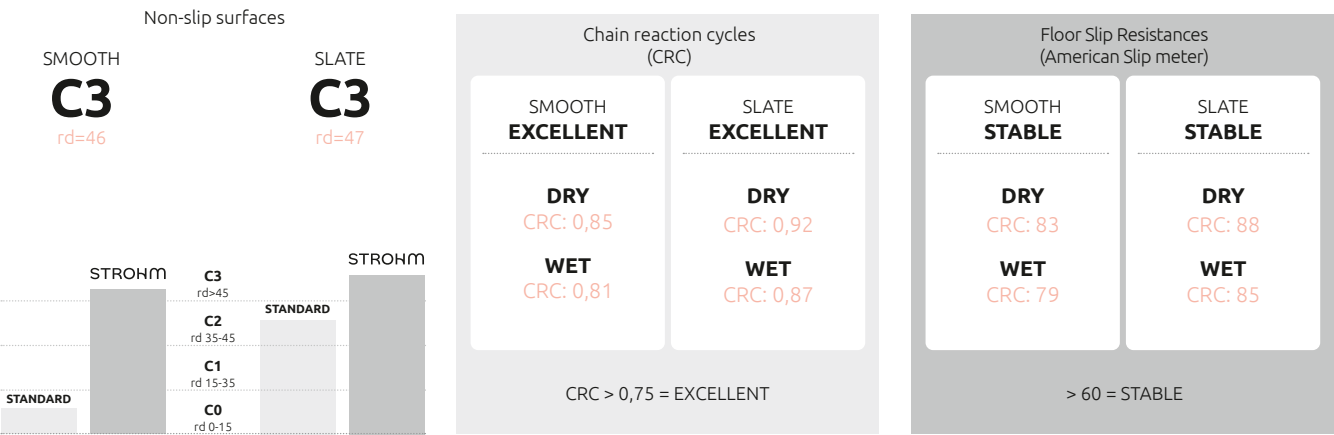 Non-slip surfaces
SMOOTH
C3
rd=46
SLATE
C3
rd=47
STANDARD
STROHM
C3
rd>45
C2
rd 35-45
C1
rd 15-35
C0
rd 0-15
STANDARD
STROHM
Chain reaction cycles
(CRC)
SMOOTH
EXCELLENT
DRY
CRC: 0,85
WET
CRC: 0,81
SLATE
EXCELLENT
DRY
CRC: 0,92
WET
CRC: 0,87
CRC > 0,75 = EXCELLENT
Floor Slip Resistances
(American Slip meter)
SMOOTH
STABLE
DRY
CRC: 83
WET
CRC: 79
SLATE
STABLE
DRY
CRC: 88
WET
CRC: 85
> 60 = STABLE